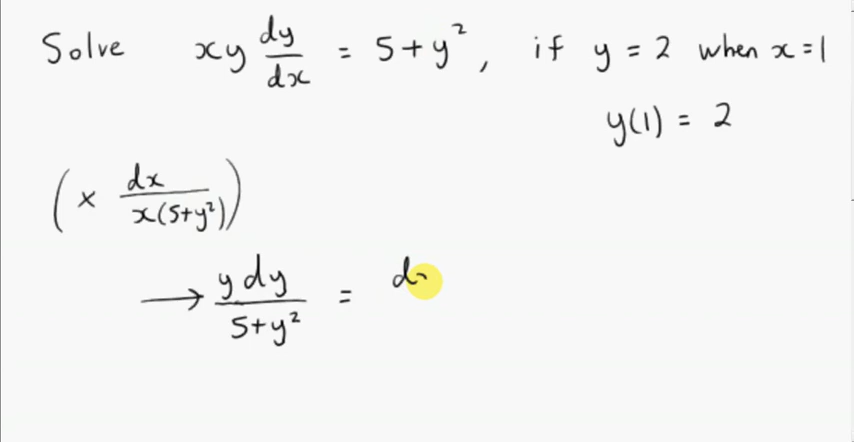 Solve xy dy/dx = 5+y², if y = 2 when x=1
y(1) = 2
(× dx/x(5+y²))
→ y dy/5+y² = d